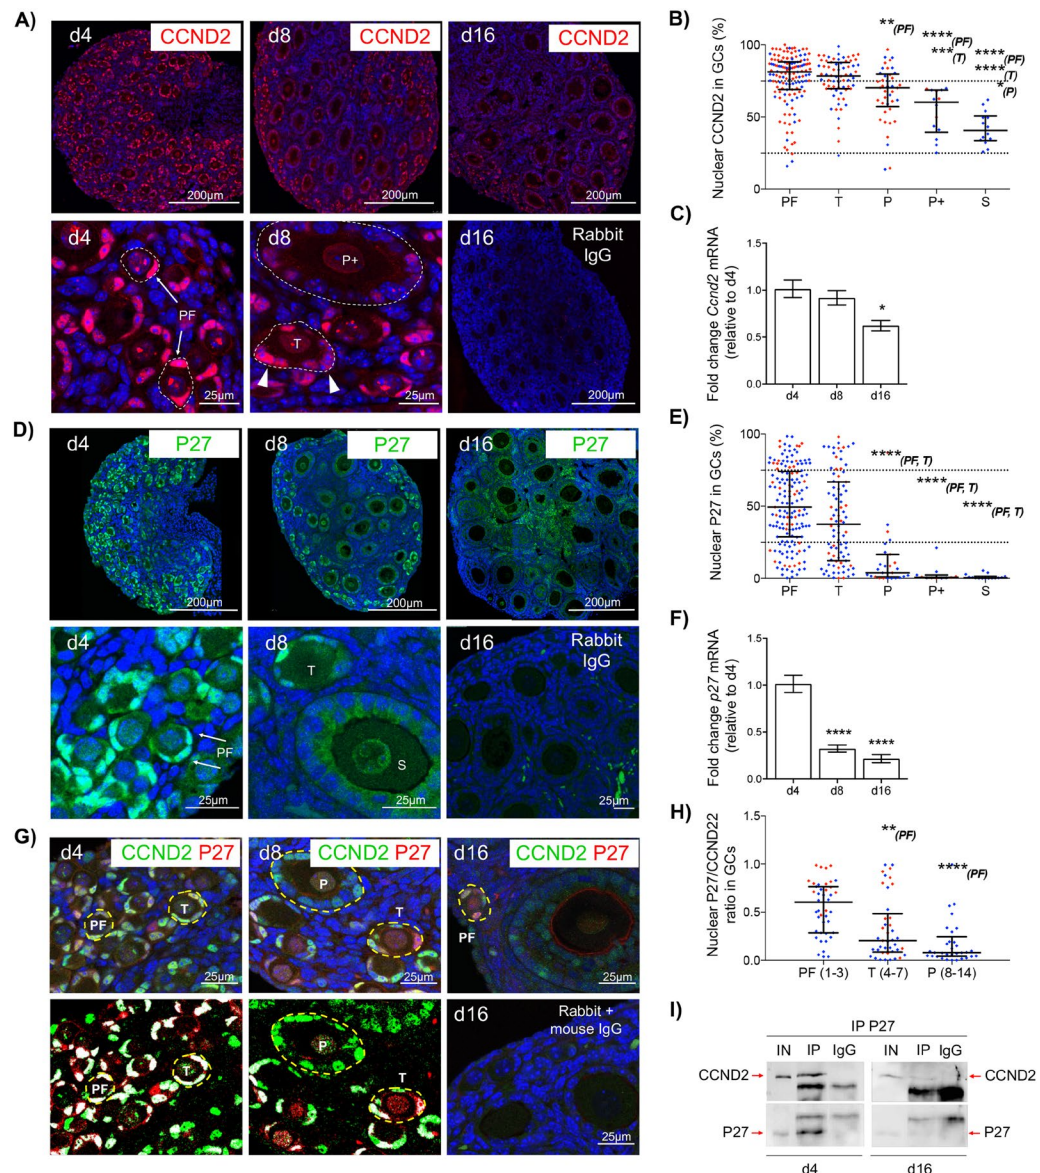 A)
d4 CCND2
d8 CCND2
d16 CCND2
200µm
200µm
200µm
d4
PF
25µm
d8
P+
T
25µm
d16
Rabbit
IgG
200µm
B)
Nuclear CCND2 in GCs (%)
100
50
0
**(PF)
****(PF)
***(T)
****(PF)
****(T)
*(P)
PF T P P+ S
C)
Fold change Ccnd2 mRNA
(relative to d4)
1.5
1.0
0.5
0.0
*
d4 d8 d16
D)
d4 P27
d8 P27
d16 P27
200µm
200µm
200µm
d4
PF
25µm
d8
T
S
25µm
d16
Rabbit
IgG
25µm
E)
Nuclear P27 in GCs (%)
100
50
0
****(PF, T)
****(PF, T)
****(PF, T)
PF T P P+ S
F)
Fold change p27 mRNA
(relative to d4)
1.5
1.0
0.5
0.0
**** ****
d4 d8 d16
G)
d4 CCND2 P27
T
PF
25µm
d8 CCND2 P27
P
T
25µm
d16 CCND2 P27
PF
25µm
T
PF
P
T
d16
Rabbit +
mouse IgG
25µm
H)
Nuclear P27/CCND22
ratio in GCs
1.5
1.0
0.5
0.0
**(PF)
****(PF)
PF (1-3) T (4-7) P (8-14)
I)
IP P27
IN IP IgG IN IP IgG
CCND2 CCND2
P27 P27
d4 d16